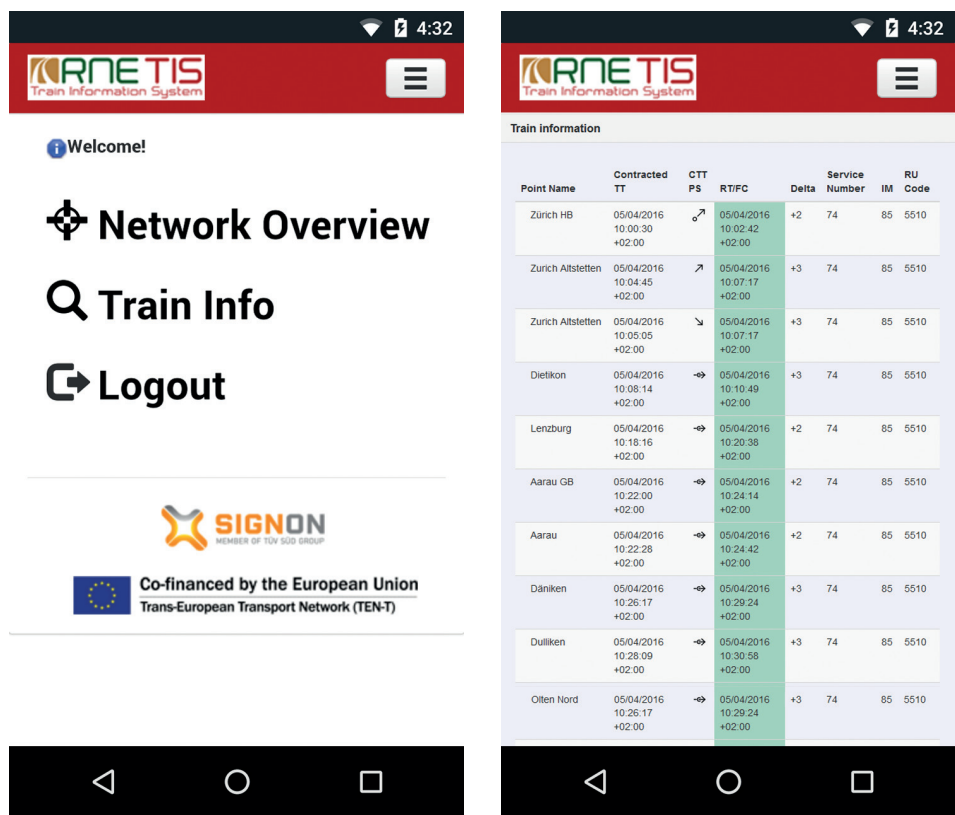 4:32
RNE TIS
Train Information System
Welcome!
Network Overview
Train Info
Logout
SIGNON
MEMBER OF TÜV SÜD GROUP
Co-financed by the European Union
Trans-European Transport Network (TEN-T)
4:32
RNE TIS
Train Information System
Train information
Point Name Contracted TT CTT PS RT/FC Delta Service Number IM RU Code
Zürich HB 05/04/2016 05/04/2016 +2 74 85 5510
10:00:30 10:02:42
+02:00 +02:00
Zurich Altstetten 05/04/2016 05/04/2016 +3 74 85 5510
10:04:45 10:07:17
+02:00 +02:00
Zurich Altstetten 05/04/2016 05/04/2016 +3 74 85 5510
10:05:05 10:07:17
+02:00 +02:00
Dietikon 05/04/2016 05/04/2016 +3 74 85 5510
10:08:14 10:10:49
+02:00 +02:00
Lenzburg 05/04/2016 05/04/2016 +2 74 85 5510
10:18:16 10:20:38
+02:00 +02:00
Aarau GB 05/04/2016 05/04/2016 +2 74 85 5510
10:22:00 10:24:14
+02:00 +02:00
Aarau 05/04/2016 05/04/2016 +2 74 85 5510
10:22:28 10:24:42
+02:00 +02:00
Däniken 05/04/2016 05/04/2016 +3 74 85 5510
10:26:17 10:29:24
+02:00 +02:00
Dulliken 05/04/2016 05/04/2016 +3 74 85 5510
10:28:09 10:30:58
+02:00 +02:00
Olten Nord 05/04/2016 05/04/2016 +3 74 85 5510
10:26:17 10:29:24
+02:00 +02:00